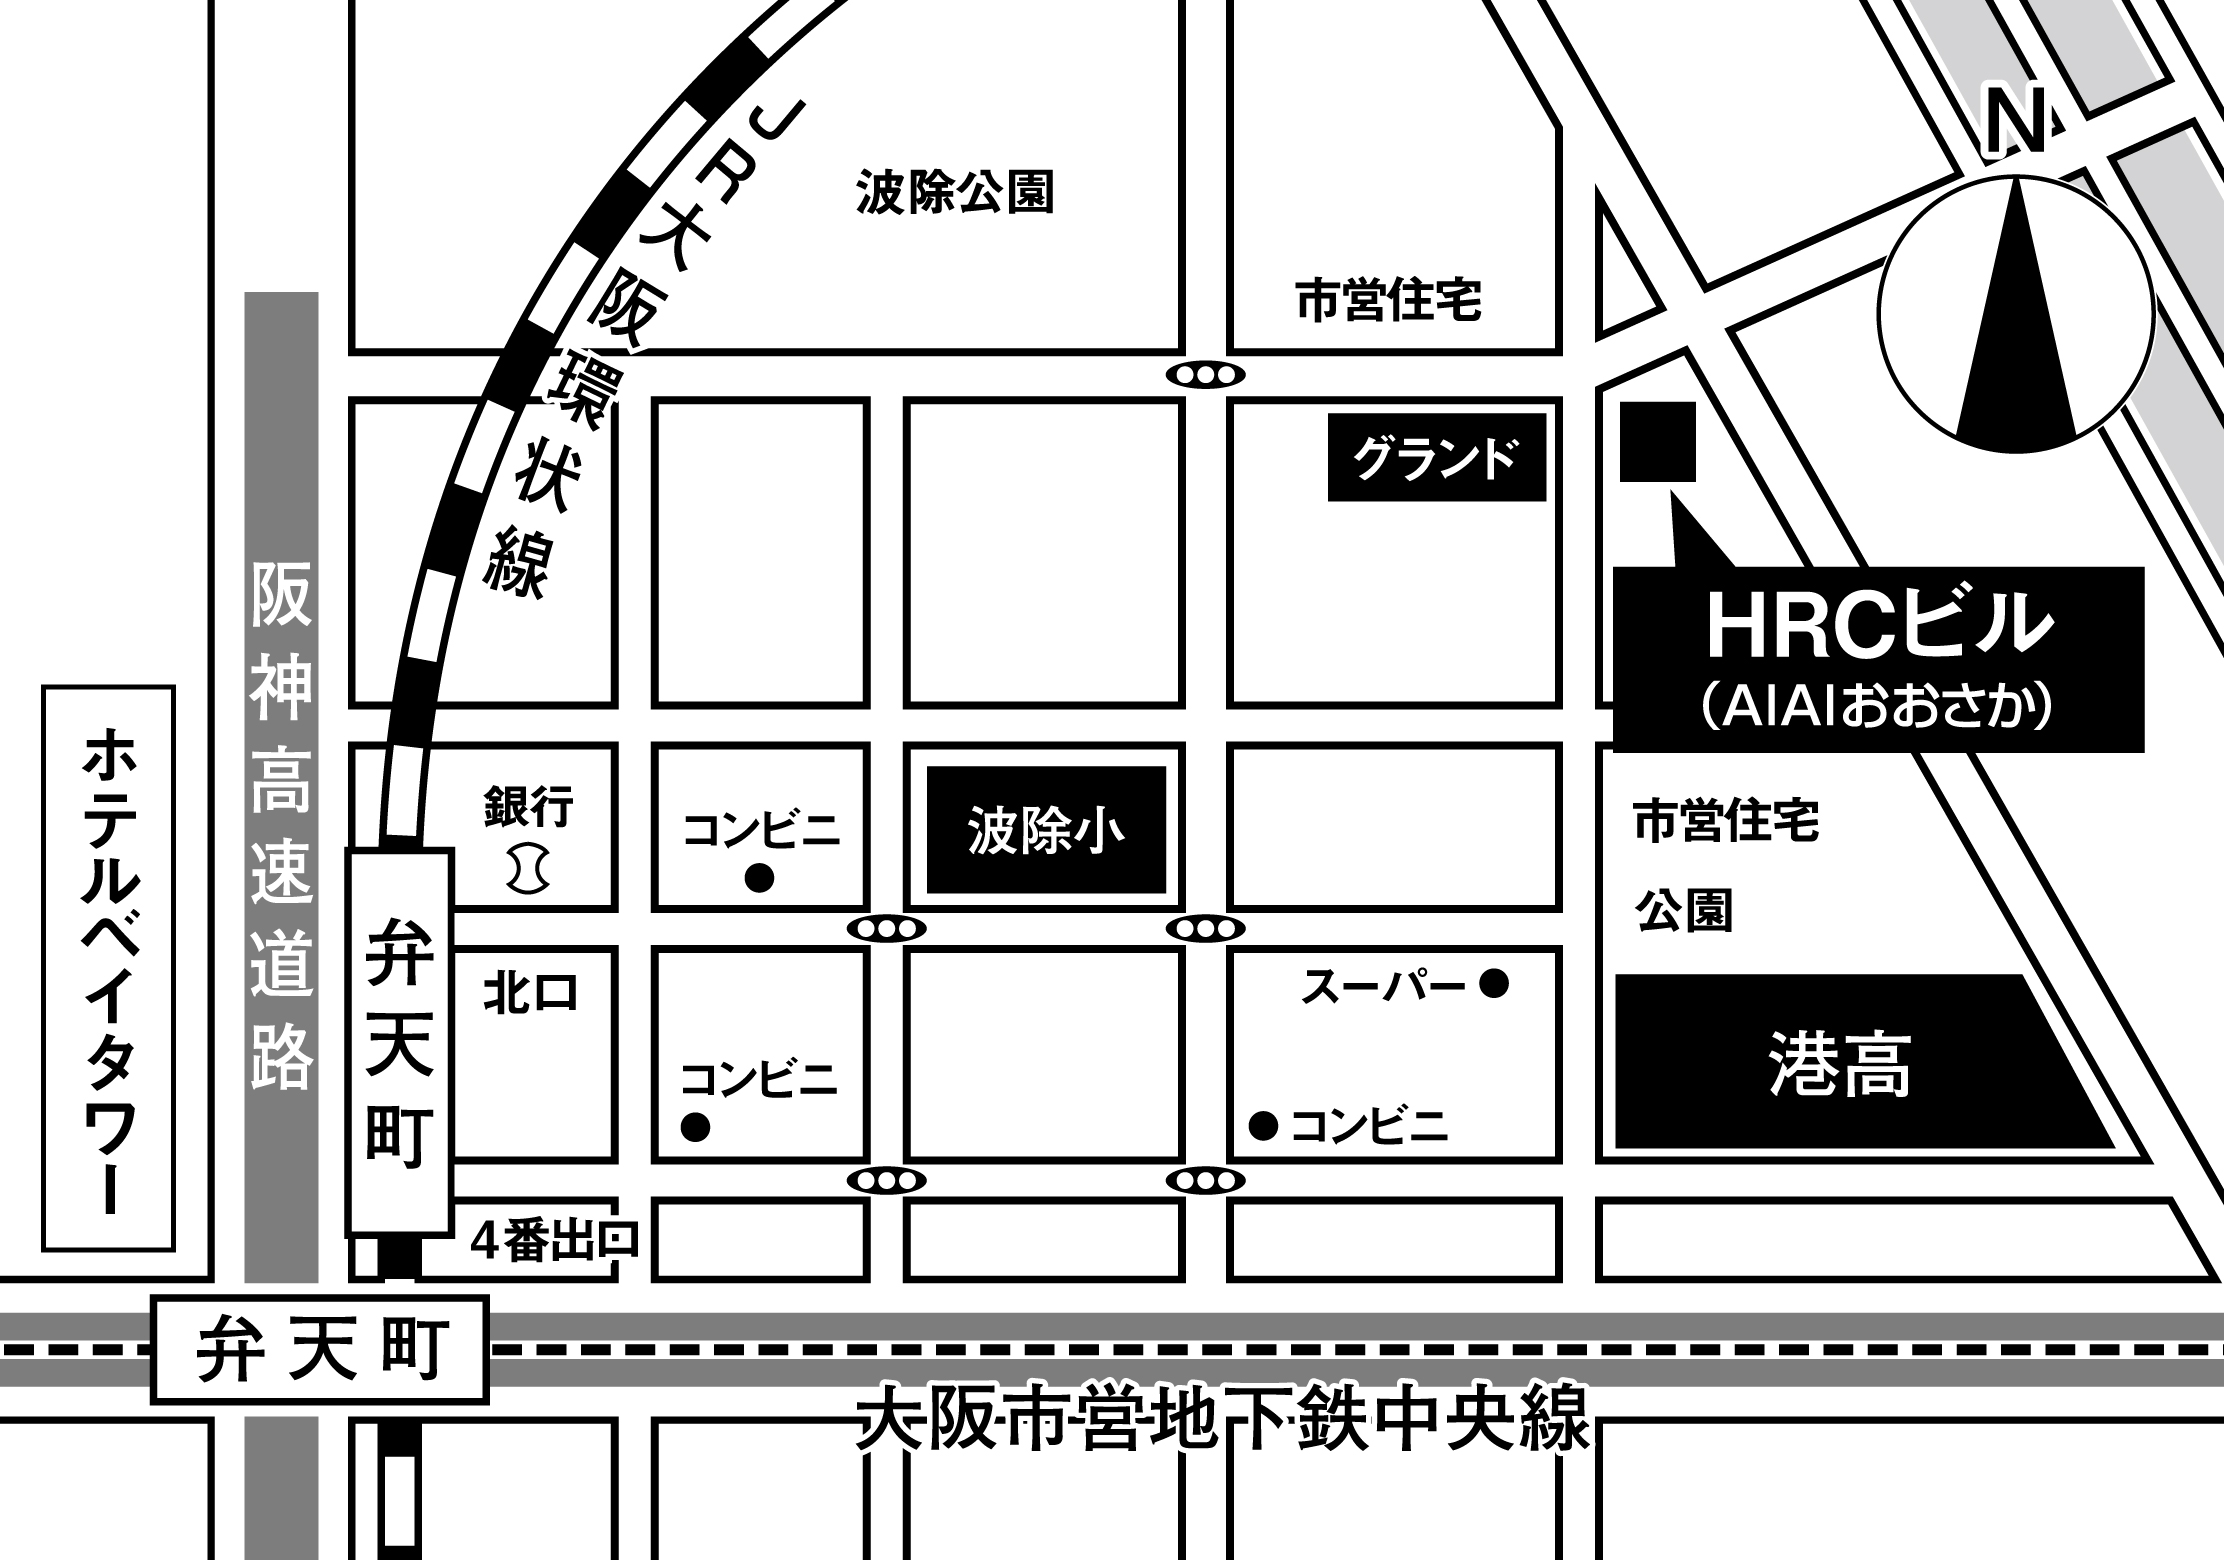 N
JR大阪環状線
波除公園
市営住宅
グランド
HRCビル
（AIAIおおさか）
阪神高速道路
ホテルベイタワー
銀行
コンビニ
波除小
市営住宅
公園
弁天町
北口
スーパー
港高
コンビニ
コンビニ
4番出口
弁天町
大阪市営地下鉄中央線